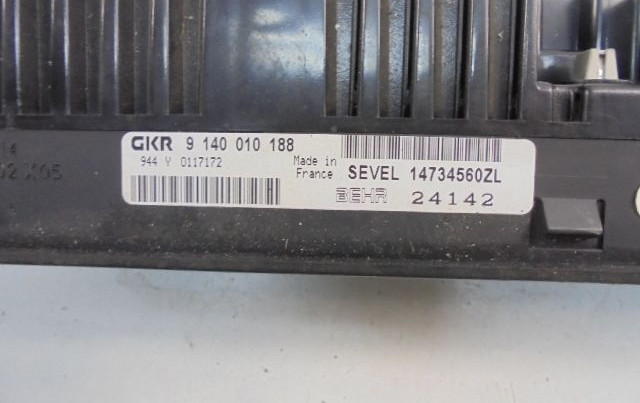 GKR 9 140 010 188
944 Y 0117172
Made in
France
SEVEL 14734560ZL
BEHR 24142